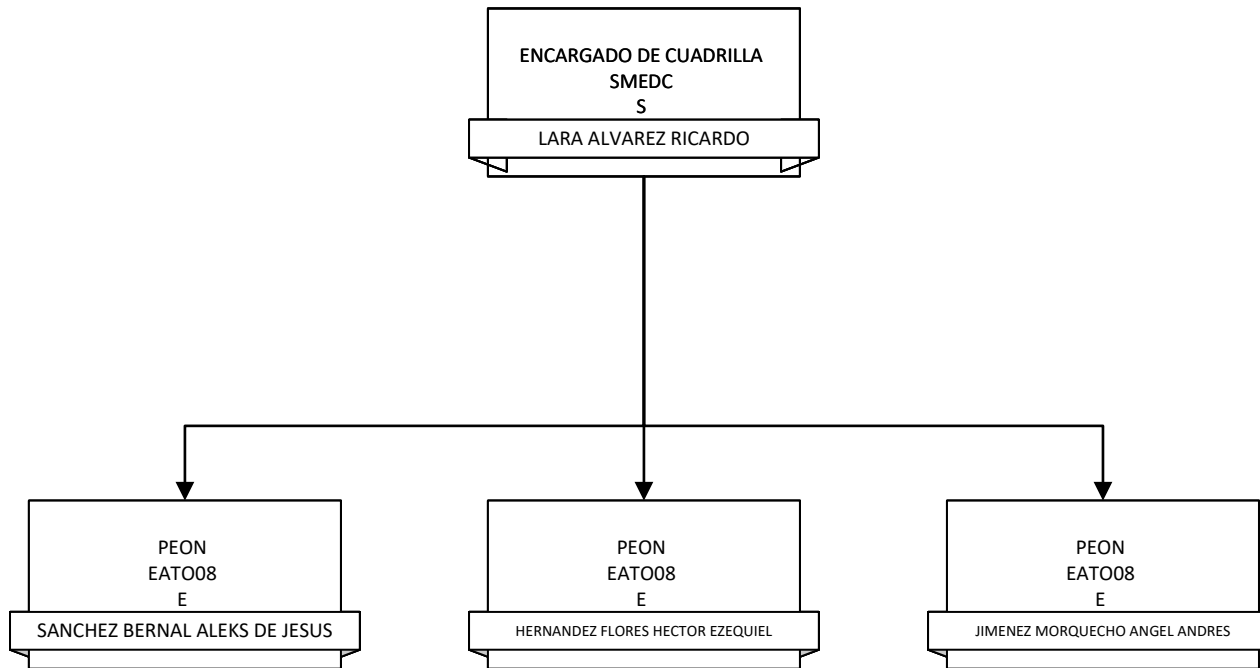 ENCARGADO DE CUADRILLA
SMEDC
S
LARA ALVAREZ RICARDO
PEON
EATO08
E
SANCHEZ BERNAL ALEKS DE JESUS
PEON
EATO08
E
HERNANDEZ FLORES HECTOR EZEQUIEL
PEON
EATO08
E
JIMENEZ MORQUECHO ANGEL ANDRES